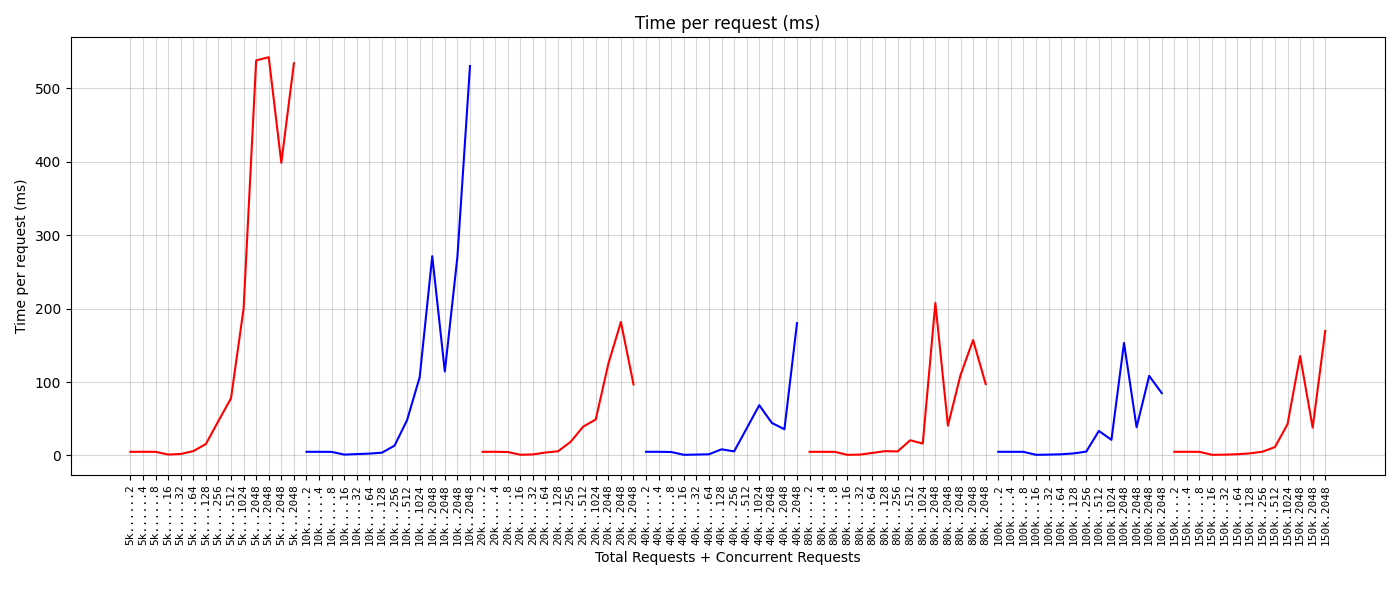 Time per request (ms)
Time per request (ms)
500
400
300
200
100
0
5k.......2
5k.......4
5k.......8
5k......16
5k......32
5k......64
5k.....128
5k.....256
5k.....512
5k....1024
5k....2048
5k....2048
5k....2048
5k....2048
10k......2
10k......4
10k......8
10k.....16
10k.....32
10k.....64
10k....128
10k....256
10k....512
10k...1024
10k...2048
10k...2048
10k...2048
10k...2048
20k......2
20k......4
20k......8
20k.....16
20k.....32
20k.....64
20k....128
20k....256
20k....512
20k...1024
20k...2048
20k...2048
20k...2048
40k......2
40k......4
40k......8
40k.....16
40k.....32
40k.....64
40k....128
40k....256
40k....512
40k...1024
40k...2048
40k...2048
40k...2048
80k......2
80k......4
80k......8
80k.....16
80k.....32
80k.....64
80k....128
80k....256
80k....512
80k...1024
80k...2048
80k...2048
80k...2048
80k...2048
80k...2048
100k.....2
100k.....4
100k.....8
100k....16
100k....32
100k....64
100k...128
100k...256
100k...512
100k..1024
100k..2048
100k..2048
100k..2048
100k..2048
150k.....2
150k.....4
150k.....8
150k....16
150k....32
150k....64
150k...128
150k...256
150k...512
150k..1024
150k..2048
150k..2048
150k..2048
Total Requests + Concurrent Requests